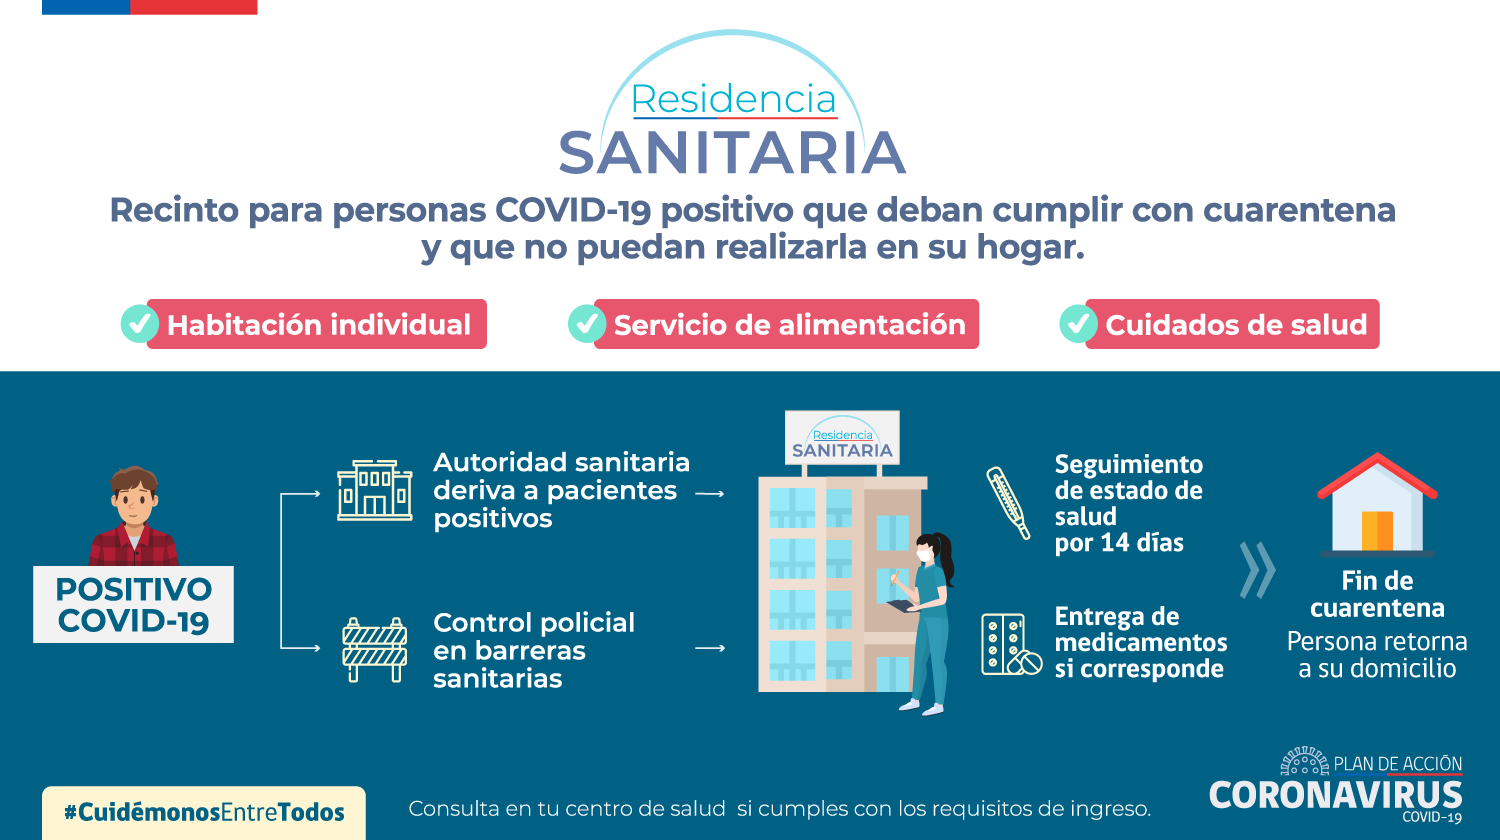 Residencia
SANITARIA
Recinto para personas COVID-19 positivo que deban cumplir con cuarentena
y que no puedan realizarla en su hogar.
Habitación individual
Servicio de alimentación
Cuidados de salud
POSITIVO
COVID-19
Autoridad sanitaria
deriva a pacientes
positivos
Control policial
en barreras
sanitarias
Residencia
SANITARIA
Seguimiento
de estado de
salud
por 14 días
Entrega de
medicamentos
si corresponde
Fin de
cuarentena
Persona retorna
a su domicilio
#CuidémonosEntreTodos
Consulta en tu centro de salud si cumples con los requisitos de ingreso.
PLAN DE ACCIÓN
CORONAVIRUS
COVID-19